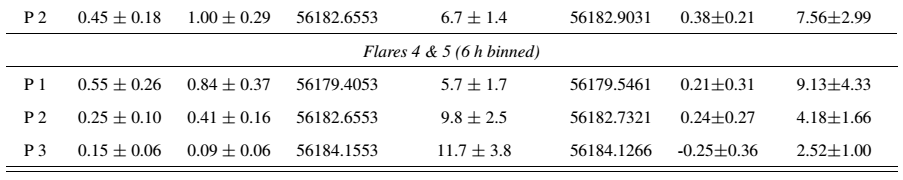 P 2 0.45 ± 0.18 1.00 ± 0.29 56182.6553 6.7 ± 1.4 56182.9031 0.38±0.21 7.56±2.99
Flares 4 & 5 (6 h binned)
P 1 0.55 ± 0.26 0.84 ± 0.37 56179.4053 5.7 ± 1.7 56179.5461 0.21±0.31 9.13±4.33
P 2 0.25 ± 0.10 0.41 ± 0.16 56182.6553 9.8 ± 2.5 56182.7321 0.24±0.27 4.18±1.66
P 3 0.15 ± 0.06 0.09 ± 0.06 56184.1553 11.7 ± 3.8 56184.1266 -0.25±0.36 2.52±1.00